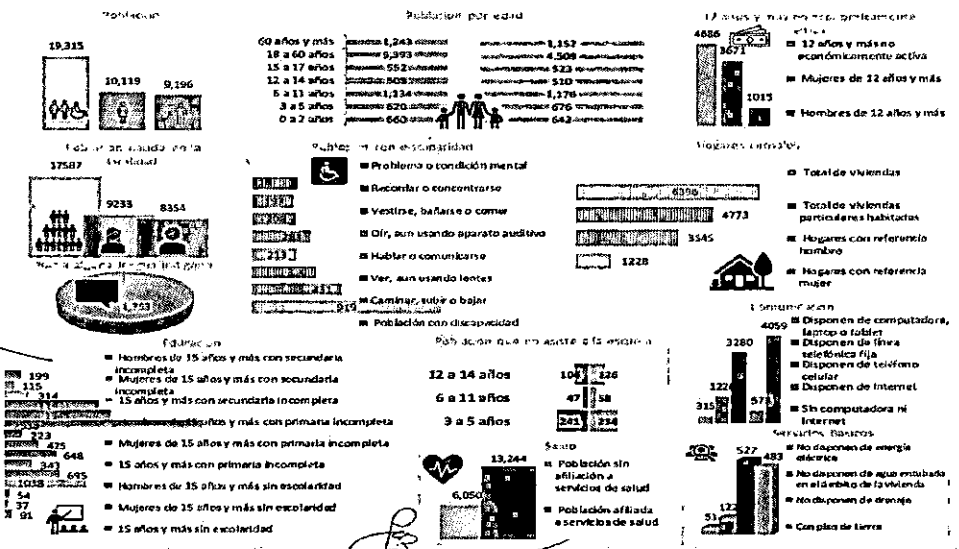 Población
19,315
10,119
9,196
Población por edad
60 años y más 1,243 1,152
18 a 60 años 4,509
15 a 17 años 552 523
12 a 14 años 510
6 a 11 años 1,134 1,176
3 a 5 años 620 676
0 a 2 años 660 642
12 años y más no
4686
3671
1015
12 años y más no
económicamente activa
Mujeres de 12 años y más
Hombres de 12 años y más
17587
9233
8354
1,753
Población con discapacidad
Problema o condición mental
Recordar o concentrarse
Vestirse, bañarse o comer
Oír, aun usando aparato auditivo
Hablar o comunicarse
213
Ver, aun usando lentes
Caminar, subir o bajar
Población con discapacidad
Hogares censales
6396
4773
3545
1228
Total de viviendas
Total de viviendas
particulares habitadas
Hogares con referencia
hombre
Hogares con referencia
mujer
Educación
199
115
314
223
425
648
343
695
1038
54
37
91
Hombres de 15 años y más con secundaria
incompleta
Mujeres de 15 años y más con secundaria
incompleta
15 años y más con secundaria incompleta
años y más con primaria incompleta
Mujeres de 15 años y más con primaria incompleta
15 años y más con primaria incompleta
Hombres de 15 años y más sin escolaridad
Mujeres de 15 años y más sin escolaridad
15 años y más sin escolaridad
Población que no asiste a la escuela
12 a 14 años 104 126
6 a 11 años 47 58
3 a 5 años 241 234
Salud
6,050
13,244
Población sin
afiliación a
servicios de salud
Población afiliada
a servicios de salud
Comunicación
315
3280
4059
Disponen de computadora,
laptop o tablet
Disponen de línea
telefónica fija
Disponen de teléfono
celular
Disponen de Internet
Sin computadora ni
Internet
Servicios Básicos
527
483
No disponen de energía
eléctrica
No disponen de agua entubada
en el ámbito de la vivienda
No disponen de drenaje
Con piso de tierra